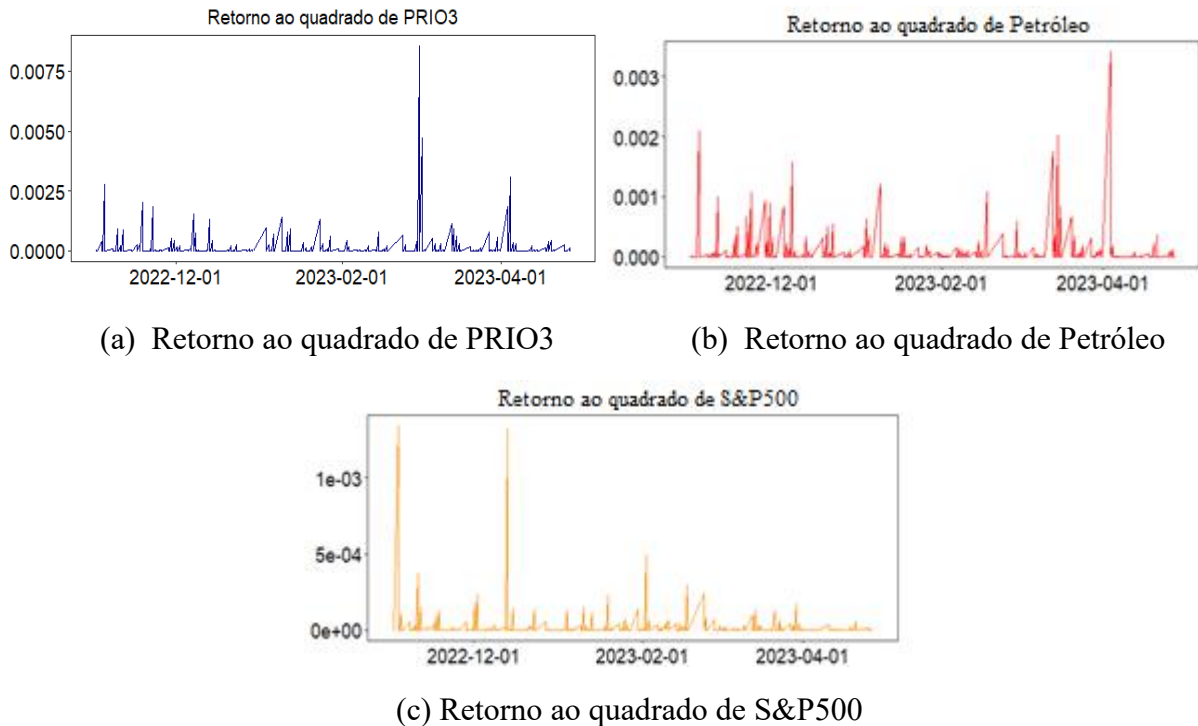 Retorno ao quadrado de PRIO3
0.0075
0.0050
0.0025
0.0000
2022-12-01 2023-02-01 2023-04-01
(a) Retorno ao quadrado de PRIO3
Retorno ao quadrado de Petróleo
0.003
0.002
0.001
0.000
2022-12-01 2023-02-01 2023-04-01
(b) Retorno ao quadrado de Petróleo
Retorno ao quadrado de S&P500
1e-03
5e-04
0e+00
2022-12-01 2023-02-01 2023-04-01
(c) Retorno ao quadrado de S&P500